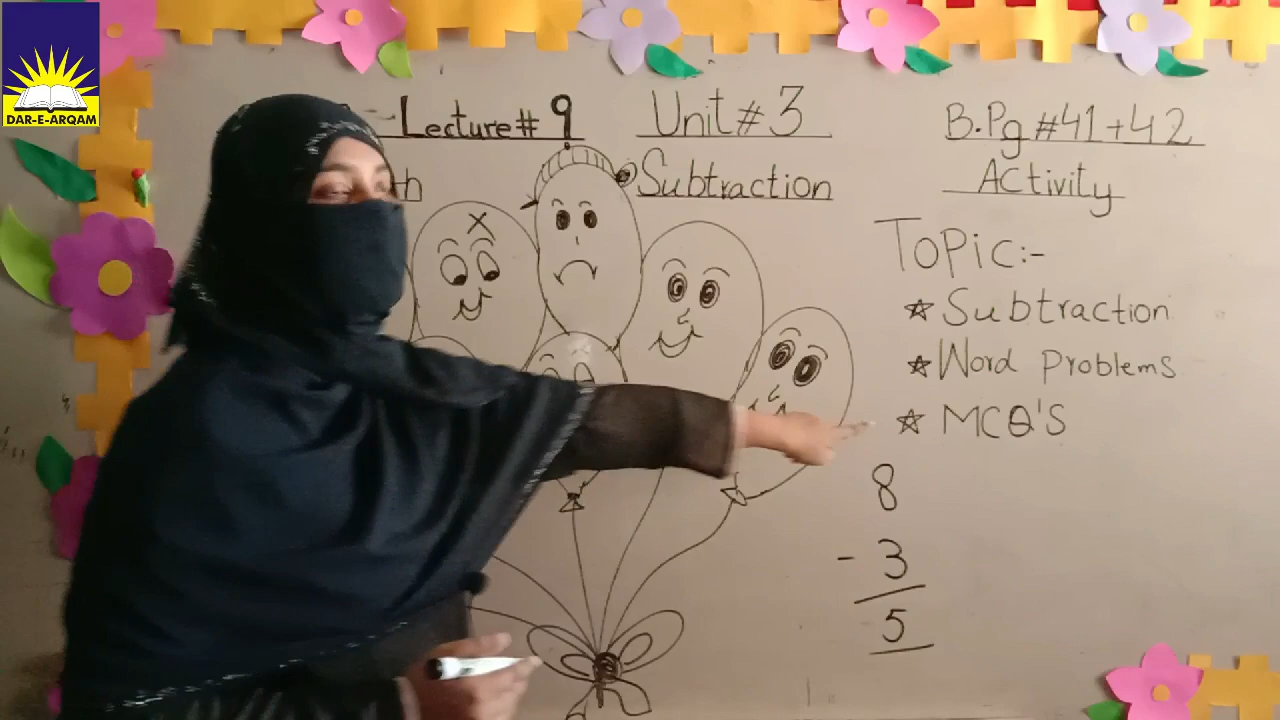 DAR-E-ARQAM
Lecture# 9
Unit # 3
Subtraction
B.Pg #41+42
Activity
Topic:-
Subtraction
Word Problems
MCQ'S
8
- 3
5